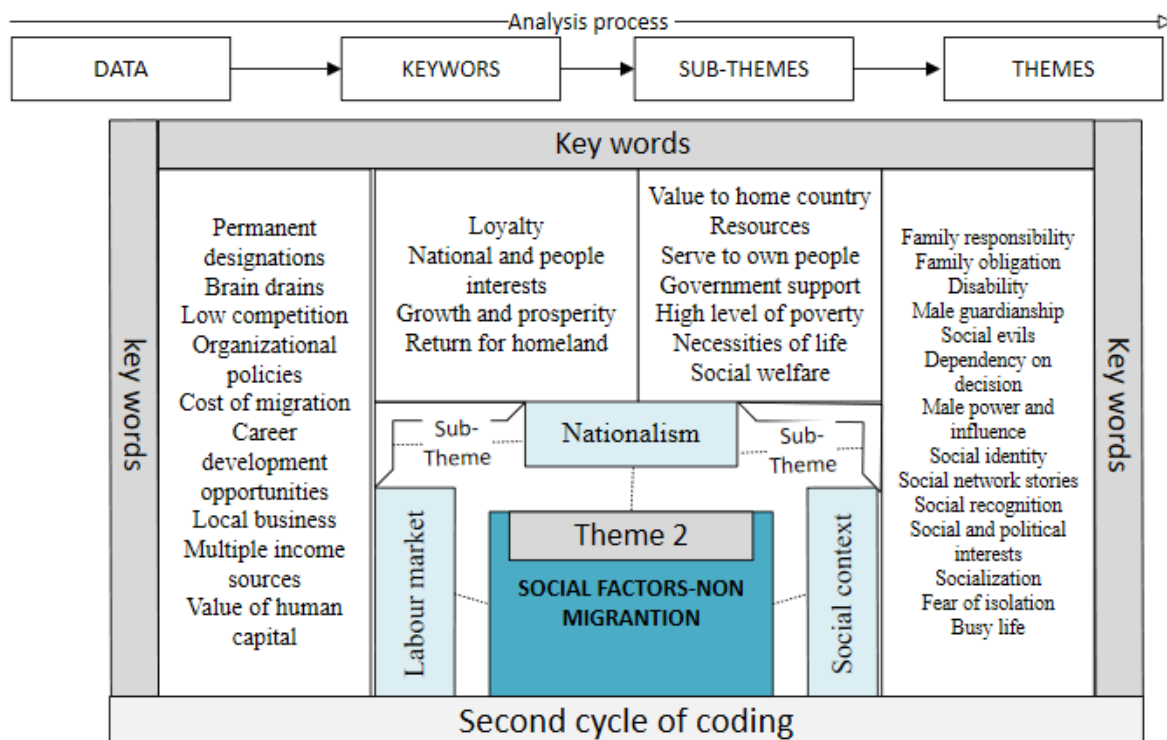 Analysis process
DATA
KEYWORS
SUB-THEMES
THEMES
Key words
key words
Permanent
designations
Brain drains
Low competition
Organizational
policies
Cost of migration
Career
development
opportunities
Local business
Multiple income
sources
Value of human
capital
Loyalty
National and people
interests
Growth and prosperity
Return for homeland
Value to home country
Resources
Serve to own people
Government support
High level of poverty
Necessities of life
Social welfare
Family responsibility
Family obligation
Disability
Male guardianship
Social evils
Dependency on
decision
Male power and
influence
Social identity
Social network stories
Social recognition
Social and political
interests
Socialization
Fear of isolation
Busy life
Key words
Sub-
Theme
Nationalism
Sub-
Theme
Labour market
Theme 2
SOCIAL FACTORS-NON
MIGRANTION
Social context
Second cycle of coding